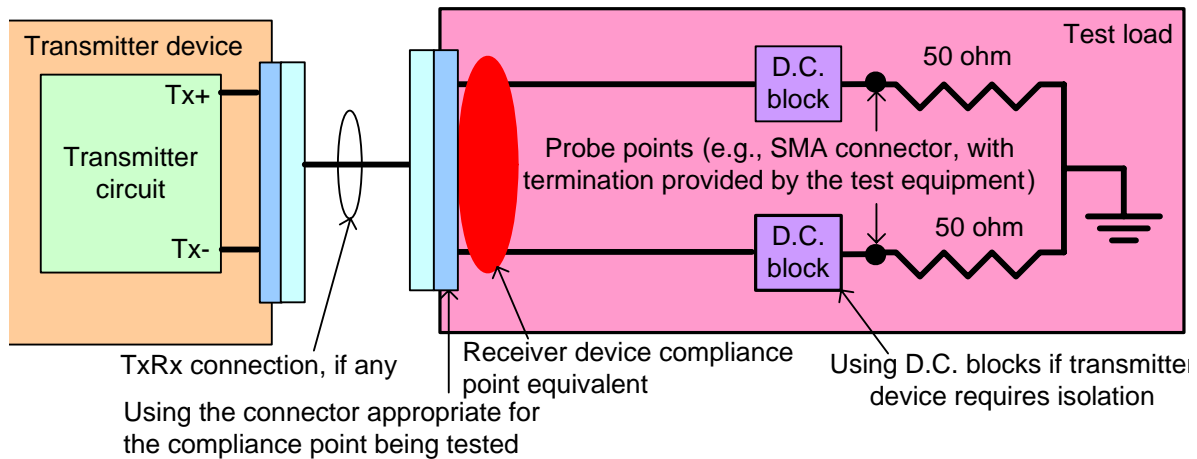 Transmitter device
Tx+
Transmitter
circuit
Tx-
Test load
D.C.
block
50 ohm
Probe points (e.g., SMA connector, with
termination provided by the test equipment)
D.C.
block
50 ohm
TxRx connection, if any
Receiver device compliance
point equivalent
Using D.C. blocks if transmitter
device requires isolation
Using the connector appropriate for
the compliance point being tested